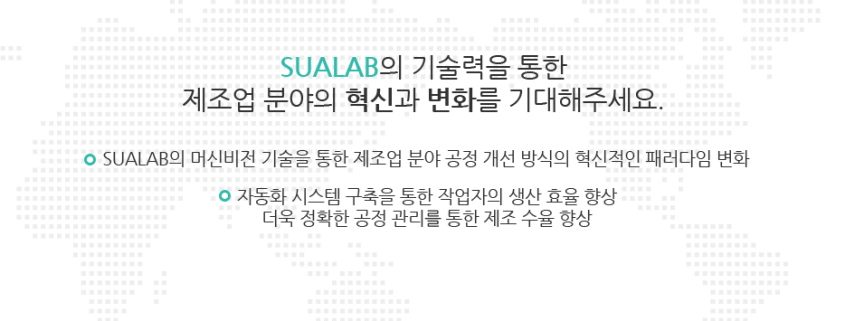 SUALAB의 기술력을 통한
제조업 분야의 혁신과 변화를 기대해주세요.
SUALAB의 머신비전 기술을 통한 제조업 분야 공정 개선 방식의 혁신적인 패러다임 변화
자동화 시스템 구축을 통한 작업자의 생산 효율 향상
더욱 정확한 공정 관리를 통한 제조 수율 향상